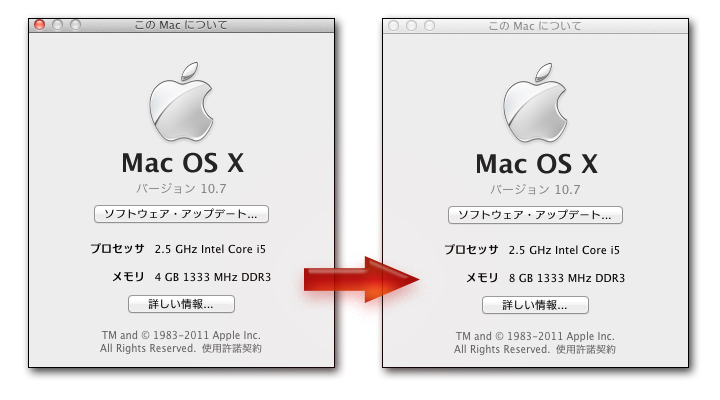 この Mac について
Mac OS X
バージョン 10.7
ソフトウェア・アップデート...
プロセッサ 2.5 GHz Intel Core i5
メモリ 4 GB 1333 MHz DDR3
詳しい情報...
TM and © 1983-2011 Apple Inc.
All Rights Reserved. 使用許諾契約
この Mac について
Mac OS X
バージョン 10.7
ソフトウェア・アップデート...
プロセッサ 2.5 GHz Intel Core i5
メモリ 8 GB 1333 MHz DDR3
詳しい情報...
TM and © 1983-2011 Apple Inc.
All Rights Reserved. 使用許諾契約